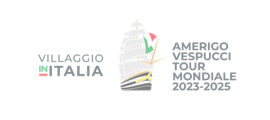 VILLAGGIO
IN ITALIA
AMERIGO
VESPUCCI
TOUR
MONDIALE
2023-2025